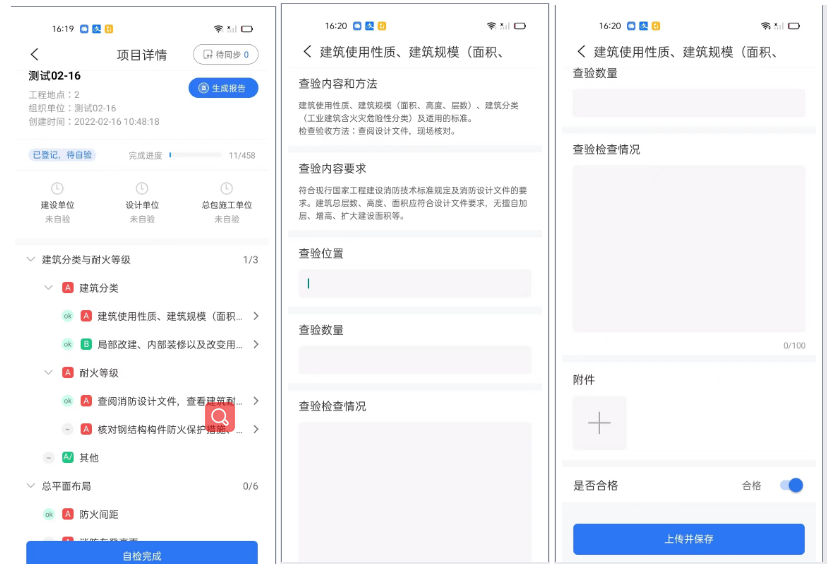 16:19
项目详情
待同步 0
测试02-16
生成报告
工程地点：2
组织单位：测试02-16
创建时间：2022-02-16 10:48:18
已登记，待自验
完成进度
11/458
建设单位
设计单位
总包施工单位
未自验
未自验
未自验
建筑分类与耐火等级
1/3
A 建筑分类
ok A 建筑使用性质、建筑规模（面积...
ok B 局部改建、内部装修以及改变用...
A 耐火等级
ok A 查阅消防设计文件，查看建筑耐...
A 核对钢结构构件防火保护措施、...
A/ 其他
总平面布局
0/6
ok A 防火间距
自检完成
16:20
建筑使用性质、建筑规模（面积、
查验内容和方法
建筑使用性质、建筑规模（面积、高度、层数）、建筑分类
（工业建筑含火灾危险性分类）及适用的标准。
检查验收方法：查阅设计文件，现场核对。
查验内容要求
符合现行国家工程建设消防技术标准规定及消防设计文件的要
求。建筑总层数、高度、面积应符合设计文件要求，无擅自加
层、增高、扩大建设面积等。
查验位置
查验数量
查验检查情况
16:20
建筑使用性质、建筑规模（面积、
查验数量
查验检查情况
0/100
附件
是否合格
合格
上传并保存